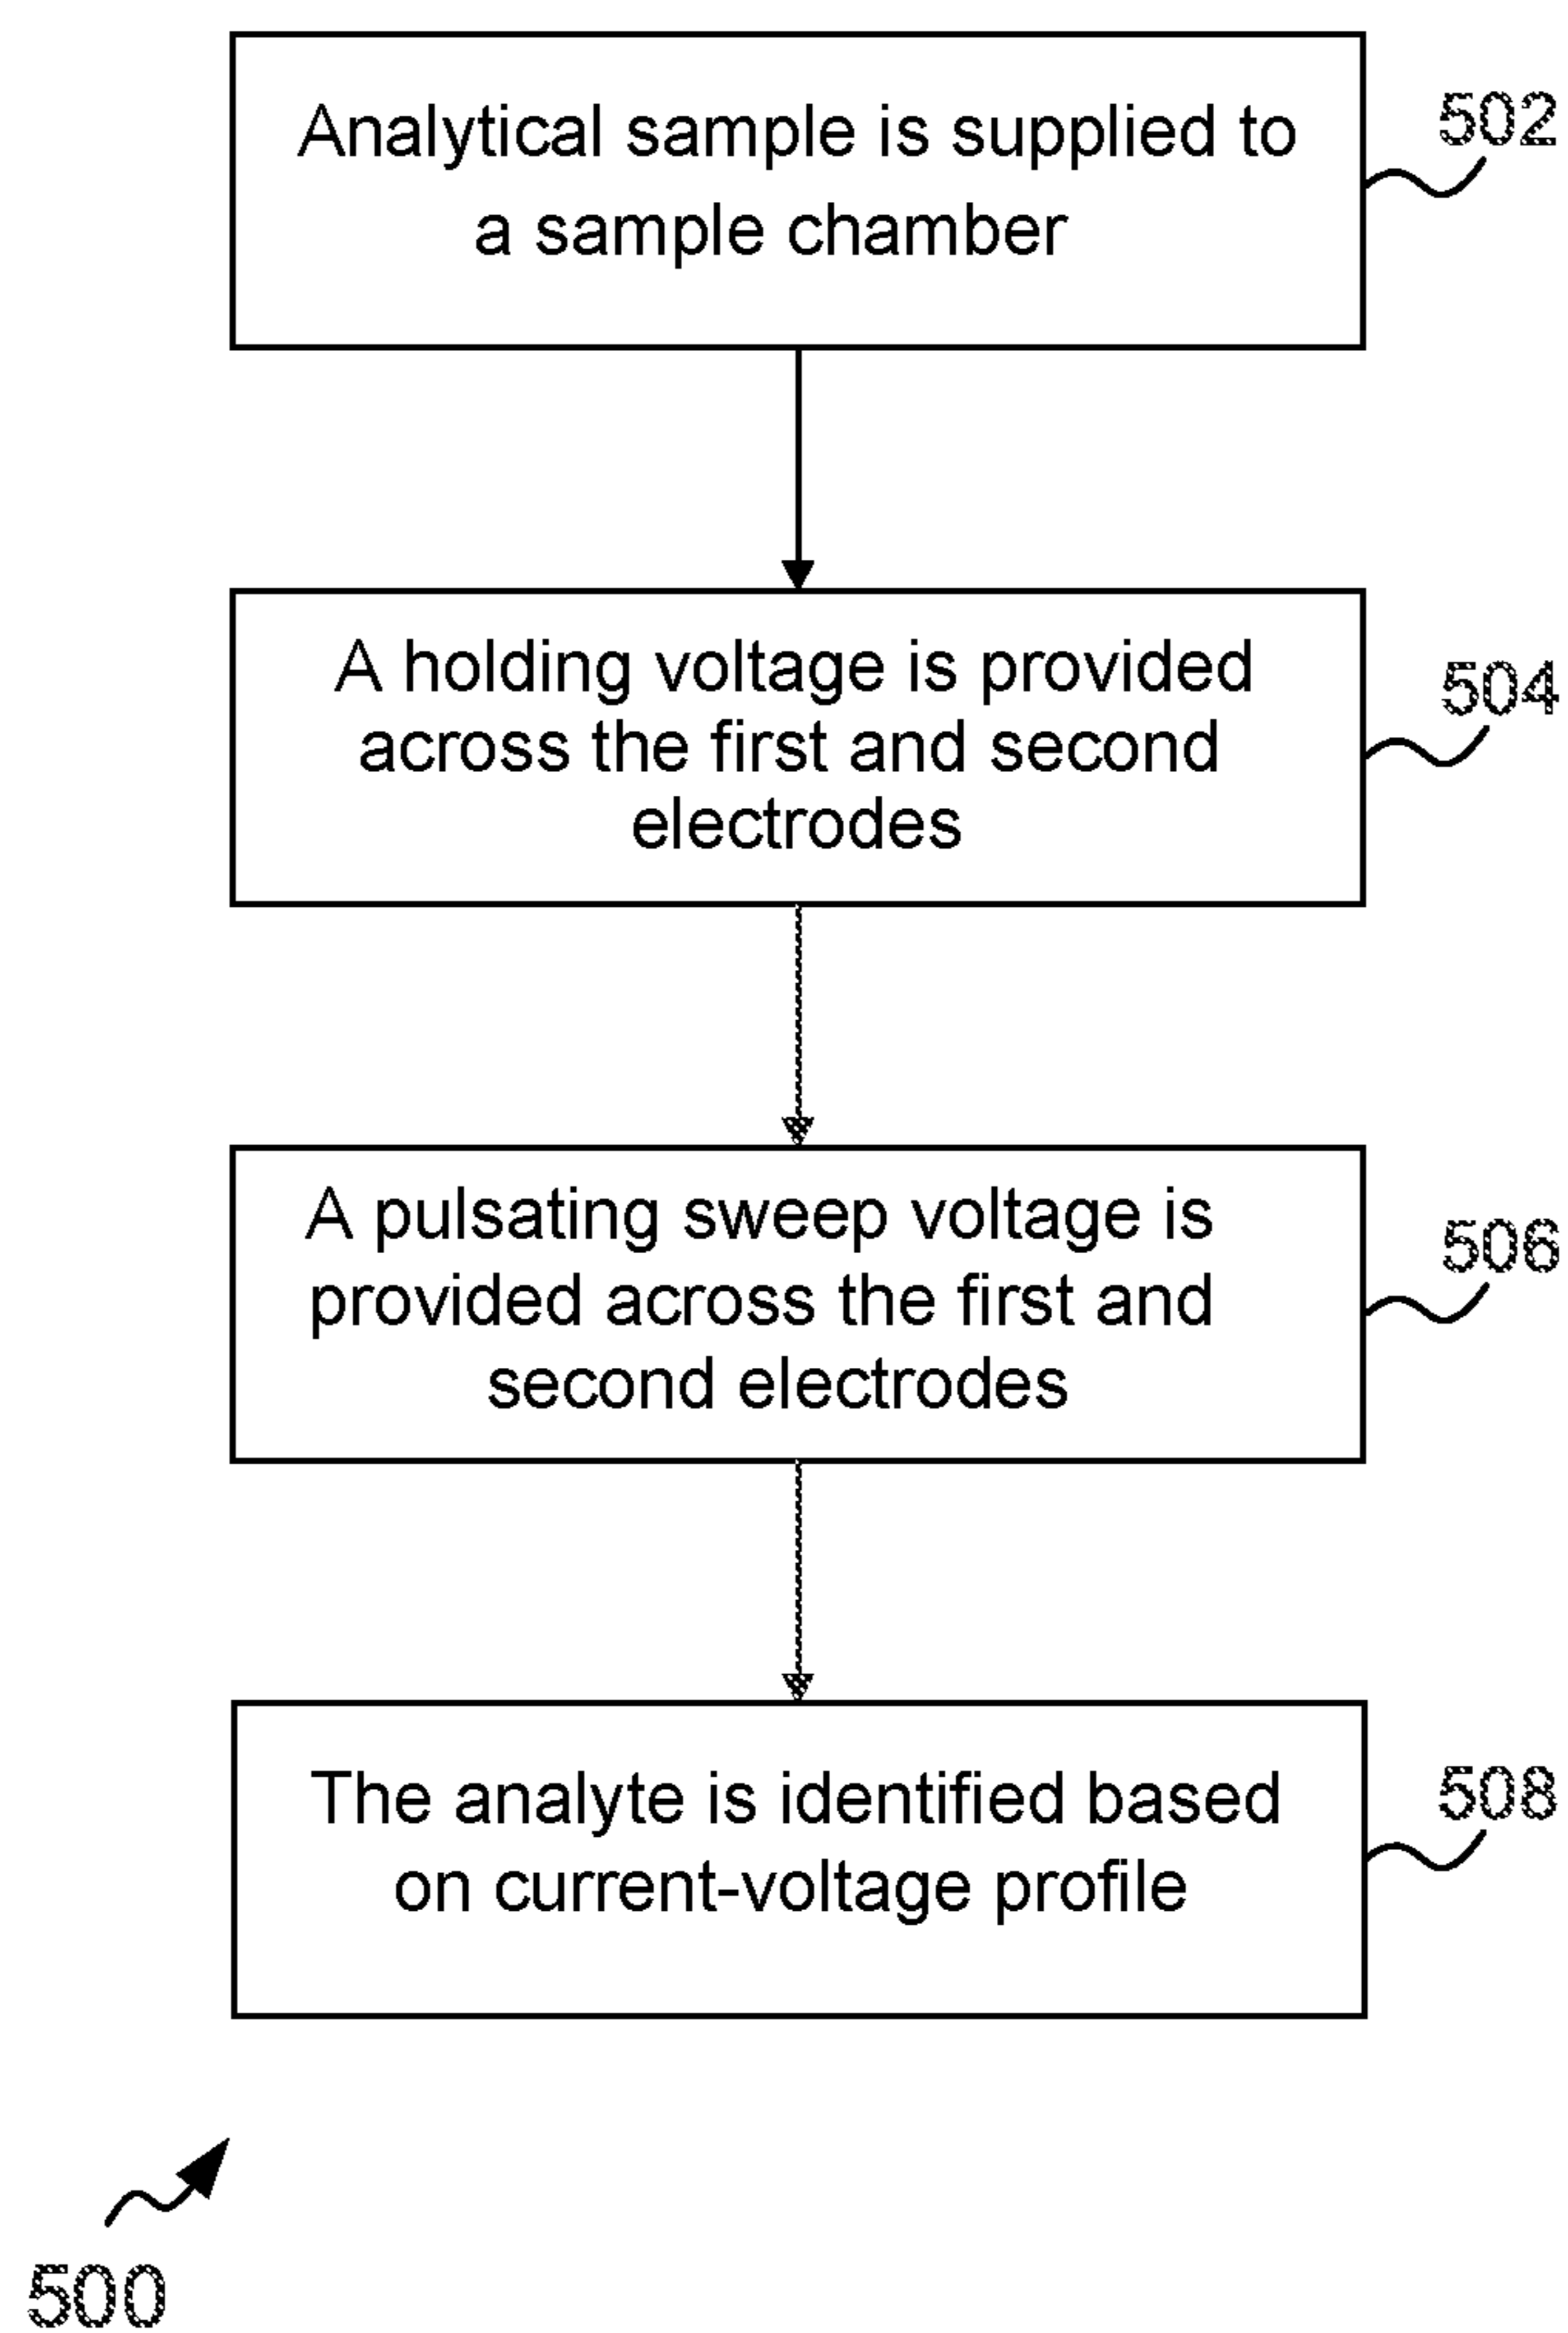 Analytical sample is supplied to
a sample chamber
502
A holding voltage is provided
across the first and second
electrodes
504
A pulsating sweep voltage is
provided across the first and
second electrodes
506
The analyte is identified based
on current-voltage profile
508
500